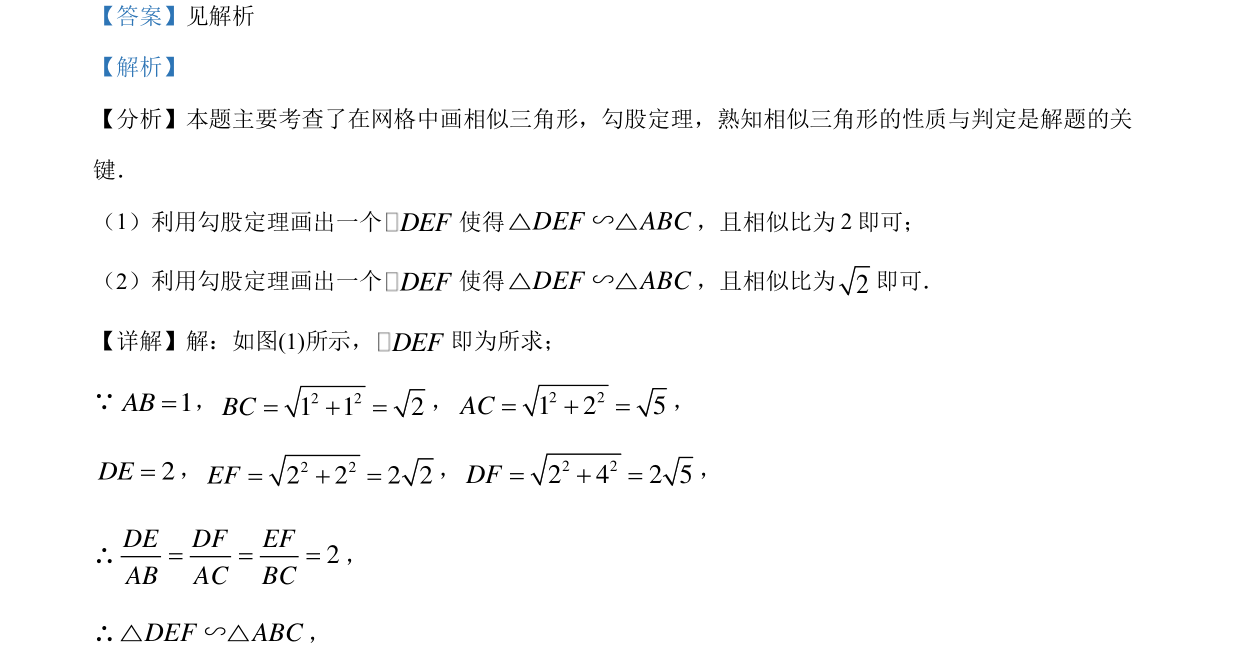 【答案】见解析
【解析】
【分析】本题主要考查了在网格中画相似三角形，勾股定理，熟知相似三角形的性质与判定是解题的关
键．
（1）利用勾股定理画出一个□DEF 使得△DEF∽△ABC，且相似比为 2 即可；
（2）利用勾股定理画出一个□DEF 使得△DEF∽△ABC，且相似比为√2 即可．
【详解】解：如图(1)所示，□DEF 即为所求；
∵ AB=1，BC=√(1²+1²)=√2，AC=√(1²+2²)=√5，
DE=2，EF=√(2²+2²)=2√2，DF=√(2²+4²)=2√5，
∴ DE/AB=DF/AC=EF/BC=2，
∴△DEF∽△ABC，